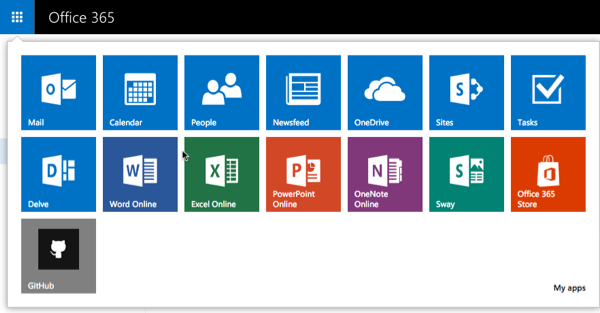 Office 365
Mail
Calendar
People
Newsfeed
OneDrive
Sites
Tasks
Delve
Word Online
Excel Online
PowerPoint
Online
OneNote
Online
Sway
Office 365
Store
GitHub
My apps